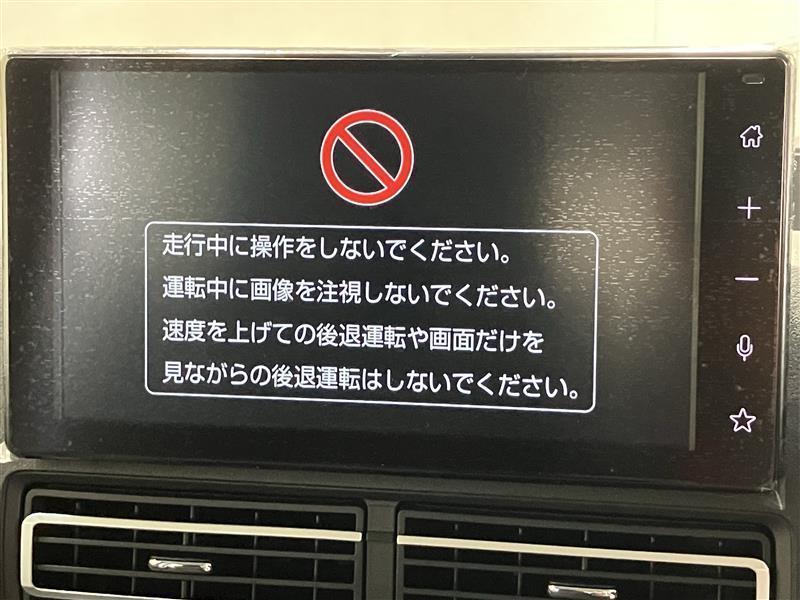 走行中に操作をしないでください。
運転中に画像を注視しないでください。
速度を上げての後退運転や画面だけを
見ながらの後退運転はしないでください。